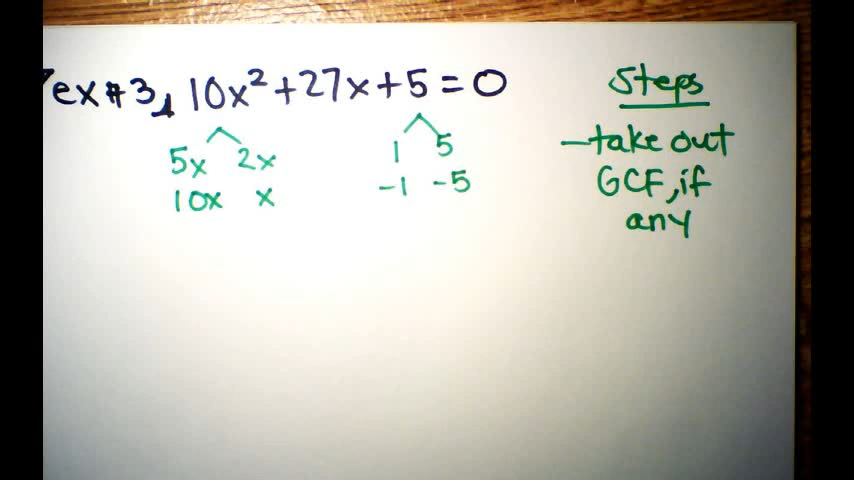 ex#3, 10x² + 27x + 5 = 0
5x 2x 1 5
10x x -1 -5
Steps
- take out
GCF, if
any